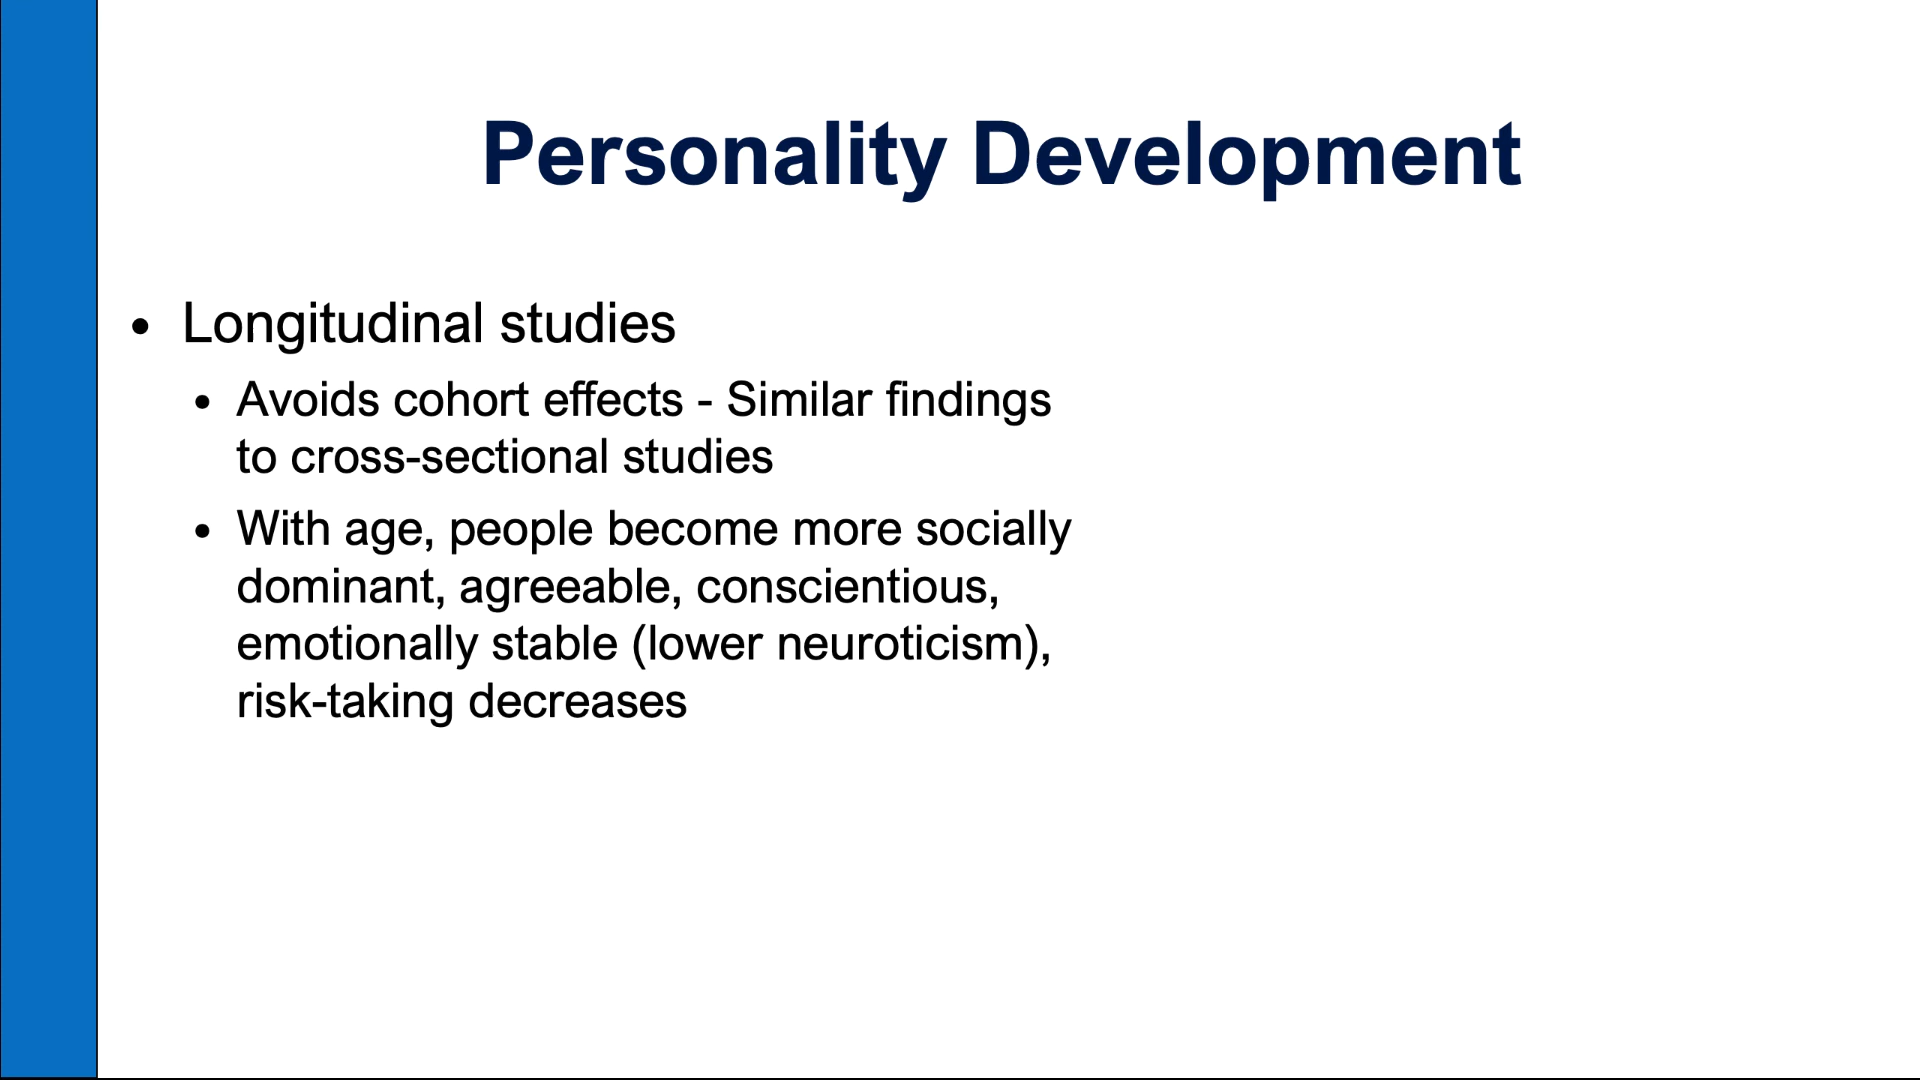 Personality Development
• Longitudinal studies
• Avoids cohort effects - Similar findings
to cross-sectional studies
• With age, people become more socially
dominant, agreeable, conscientious,
emotionally stable (lower neuroticism),
risk-taking decreases